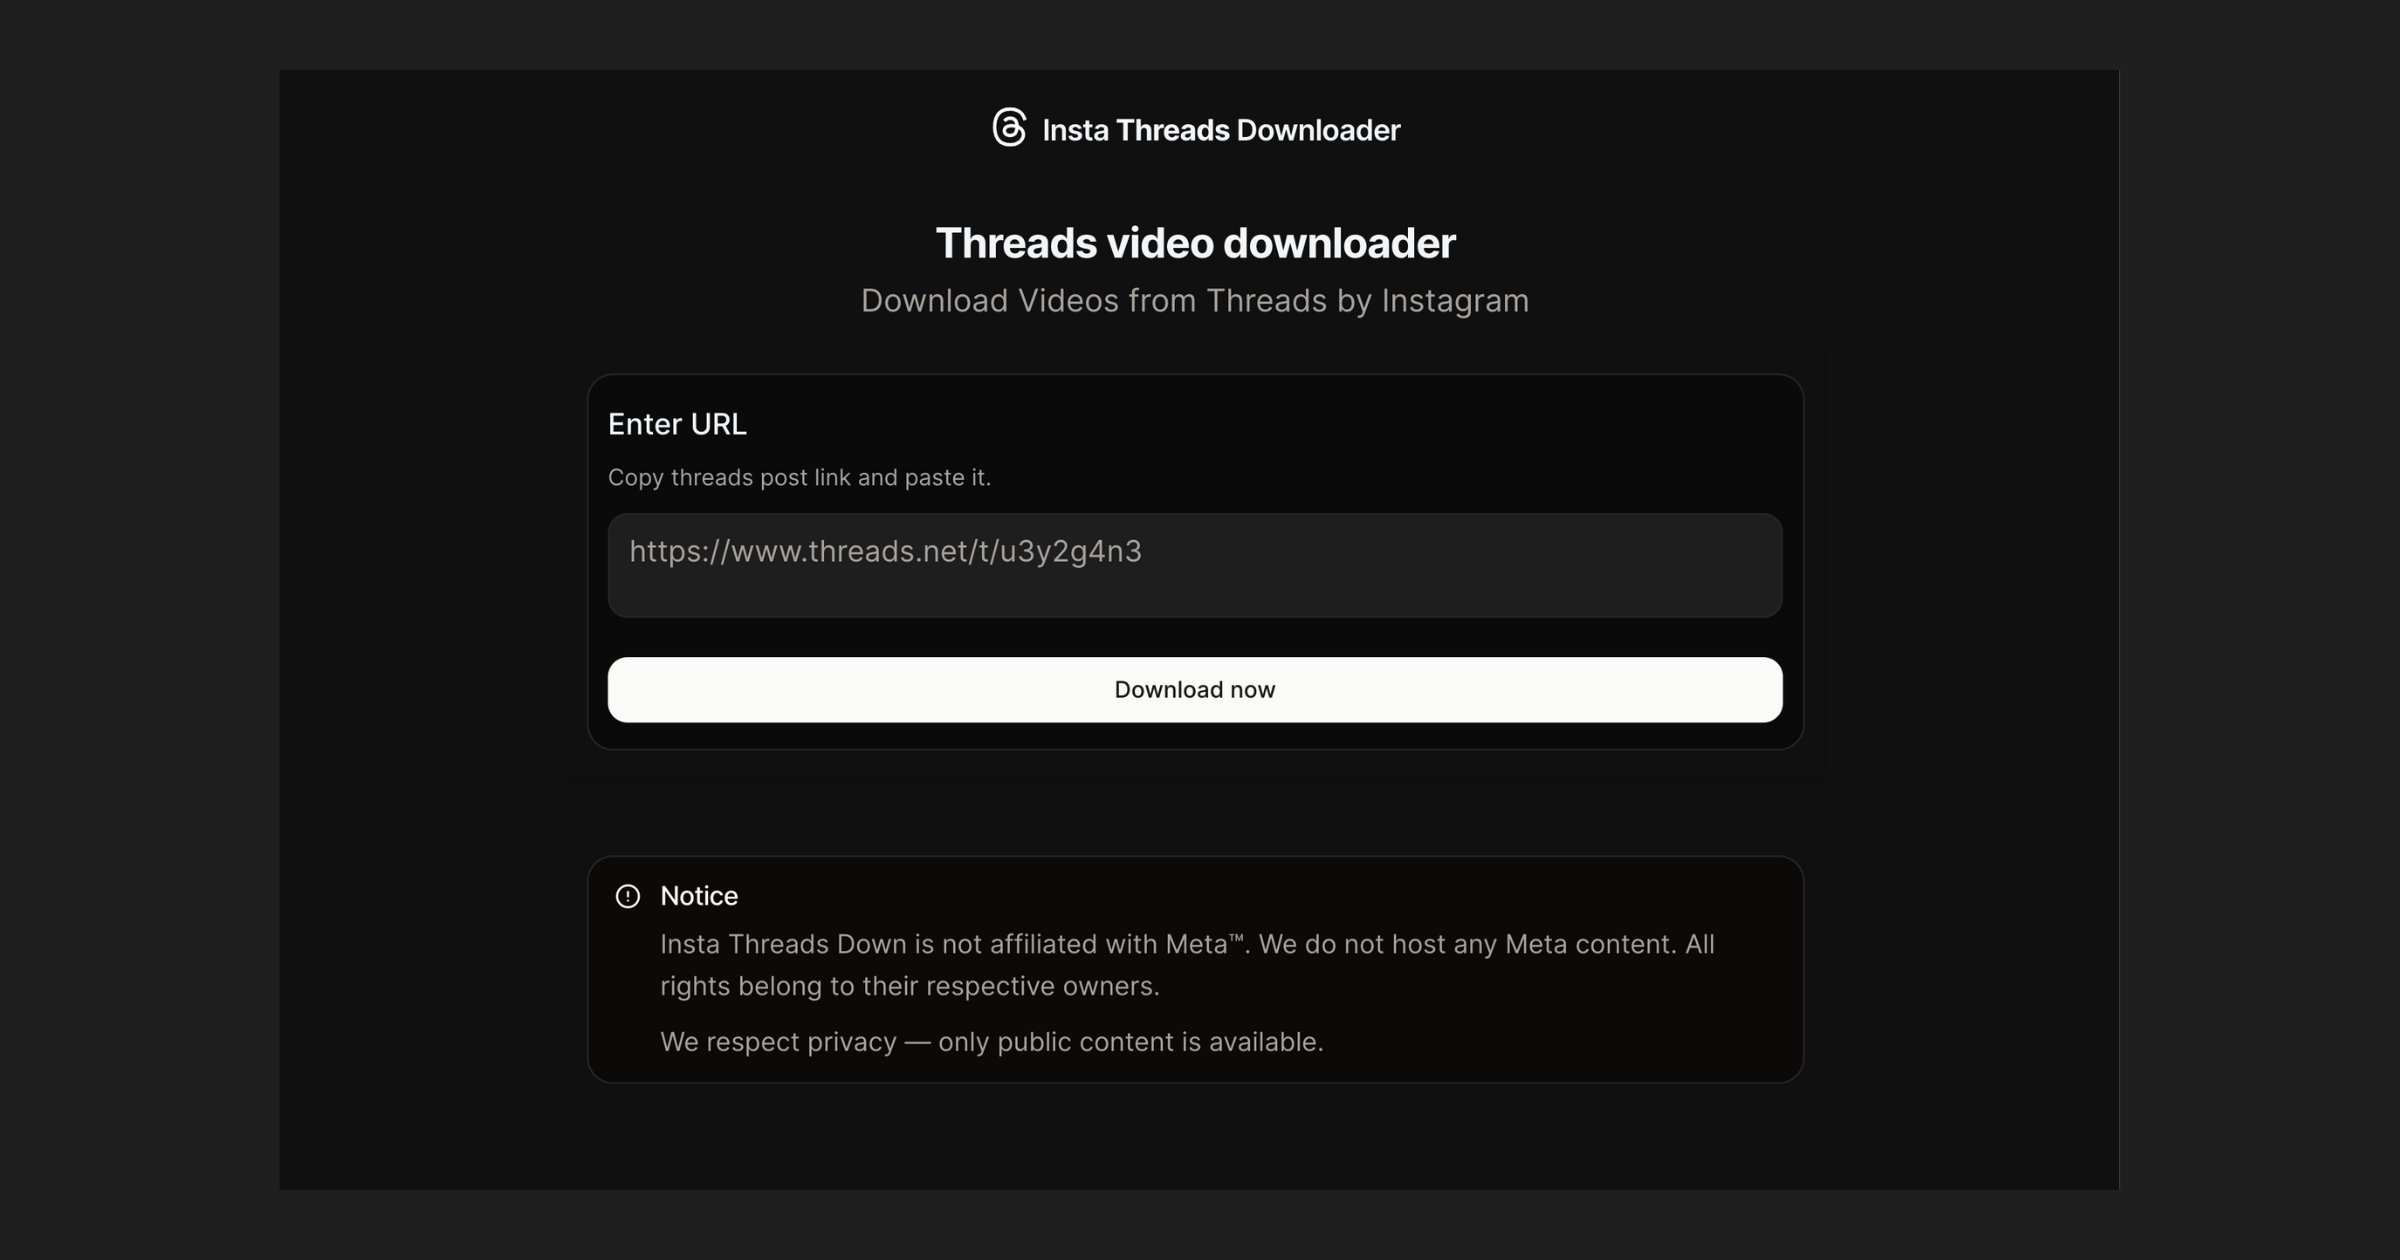 Insta Threads Downloader
Threads video downloader
Download Videos from Threads by Instagram
Enter URL
Copy threads post link and paste it.
https://www.threads.net/t/u3y2g4n3
Download now
Notice
Insta Threads Down is not affiliated with Meta™. We do not host any Meta content. All
rights belong to their respective owners.
We respect privacy — only public content is available.